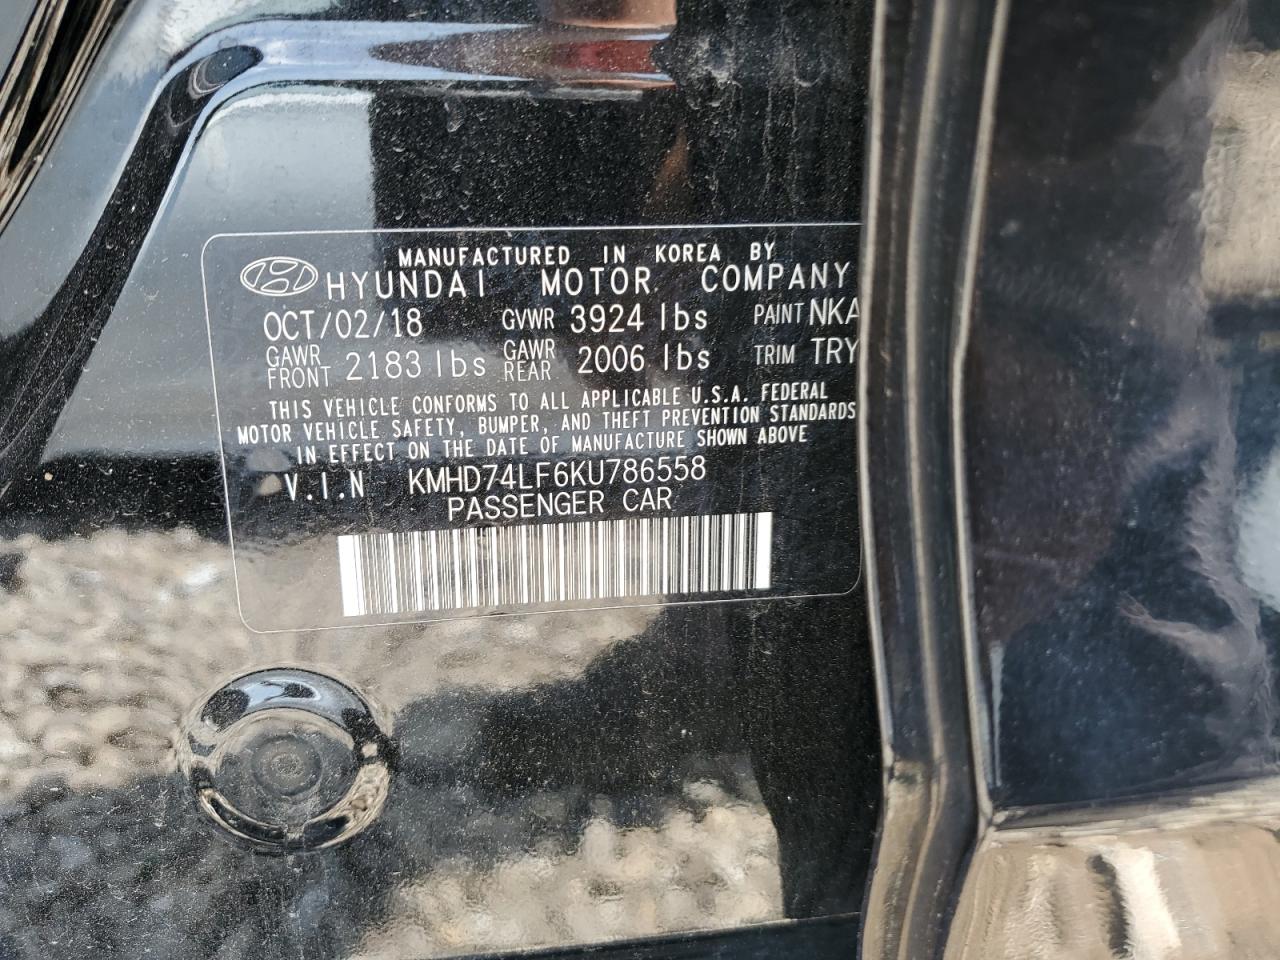 MANUFACTURED IN KOREA BY
HYUNDAI MOTOR COMPANY
OCT/02/18 GVWR 3924 lbs PAINT NKA
GAWR FRONT 2183 lbs GAWR REAR 2006 lbs TRIM TRY
THIS VEHICLE CONFORMS TO ALL APPLICABLE U.S.A. FEDERAL
MOTOR VEHICLE SAFETY, BUMPER, AND THEFT PREVENTION STANDARDS
IN EFFECT ON THE DATE OF MANUFACTURE SHOWN ABOVE
V.I.N KMHD74LF6KU786558
PASSENGER CAR